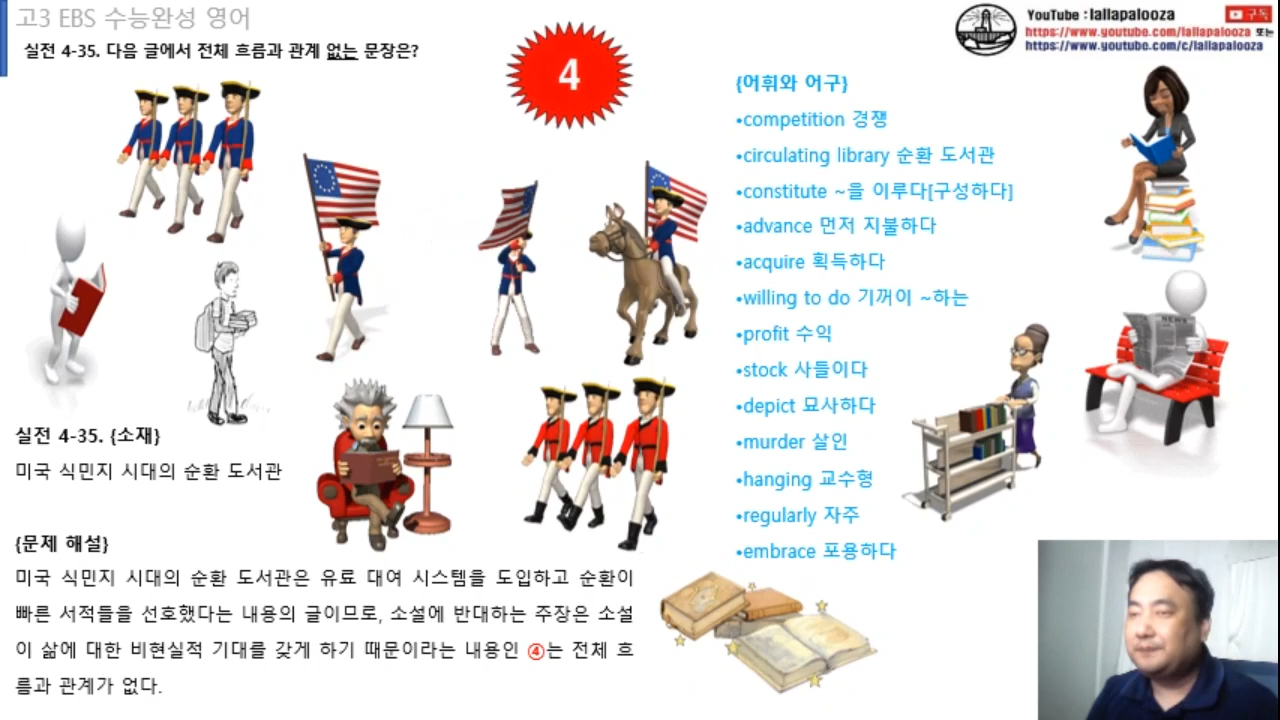 고3 EBS 수능완성 영어
실전 4-35. 다음 글에서 전체 흐름과 관계 없는 문장은?
4
YouTube : lallapalooza
구독
https://www.youtube.com/lallapalooza 또는
https://www.youtube.com/c/lallapalooza
{어휘와 어구}
•competition 경쟁
•circulating library 순환 도서관
•constitute ~을 이루다[구성하다]
•advance 먼저 지불하다
•acquire 획득하다
•willing to do 기꺼이 ~하는
•profit 수익
•stock 사들이다
•depict 묘사하다
•murder 살인
•hanging 교수형
•regularly 자주
•embrace 포용하다
NEWS
실전 4-35. {소재}
미국 식민지 시대의 순환 도서관
{문제 해설}
미국 식민지 시대의 순환 도서관은 유료 대여 시스템을 도입하고 순환이
빠른 서적들을 선호했다는 내용의 글이므로, 소설에 반대하는 주장은 소설
이 삶에 대한 비현실적 기대를 갖게 하기 때문이라는 내용인 ④는 전체 흐
름과 관계가 없다.